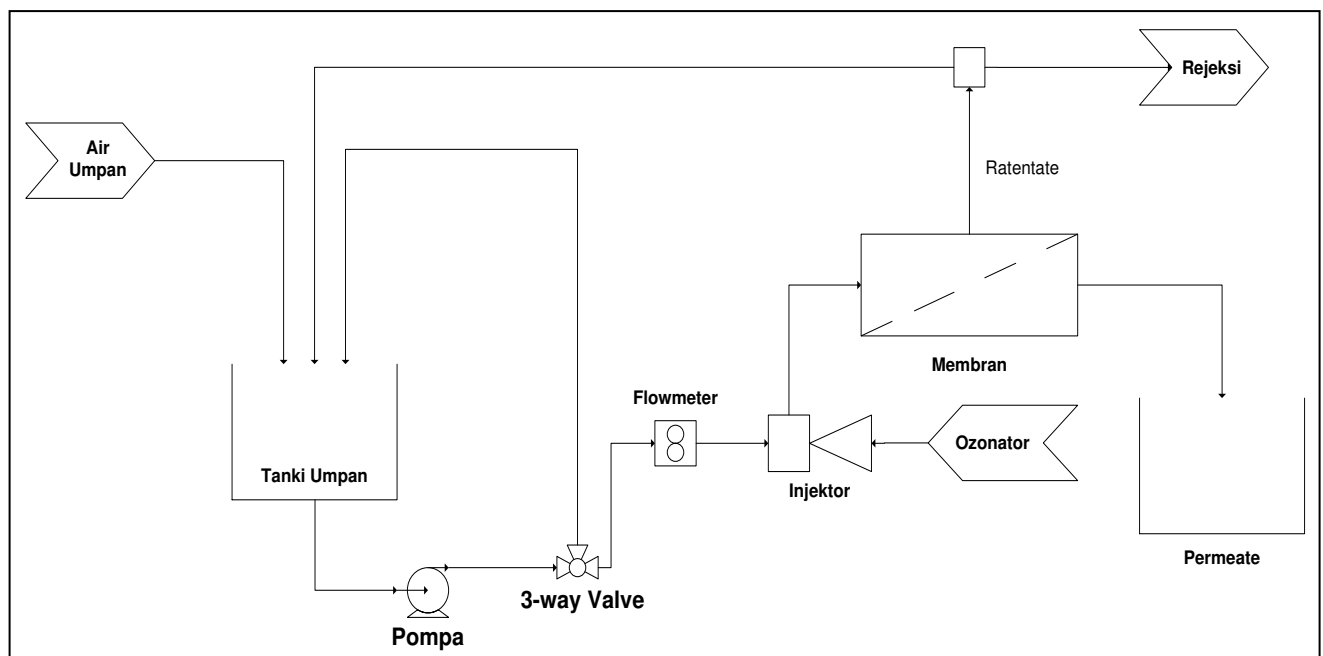 Rejeksi
Air
Umpan
Ratentate
Membran
Flowmeter
Ozonator
Tanki Umpan
Injektor
Permeate
3-way Valve
Pompa